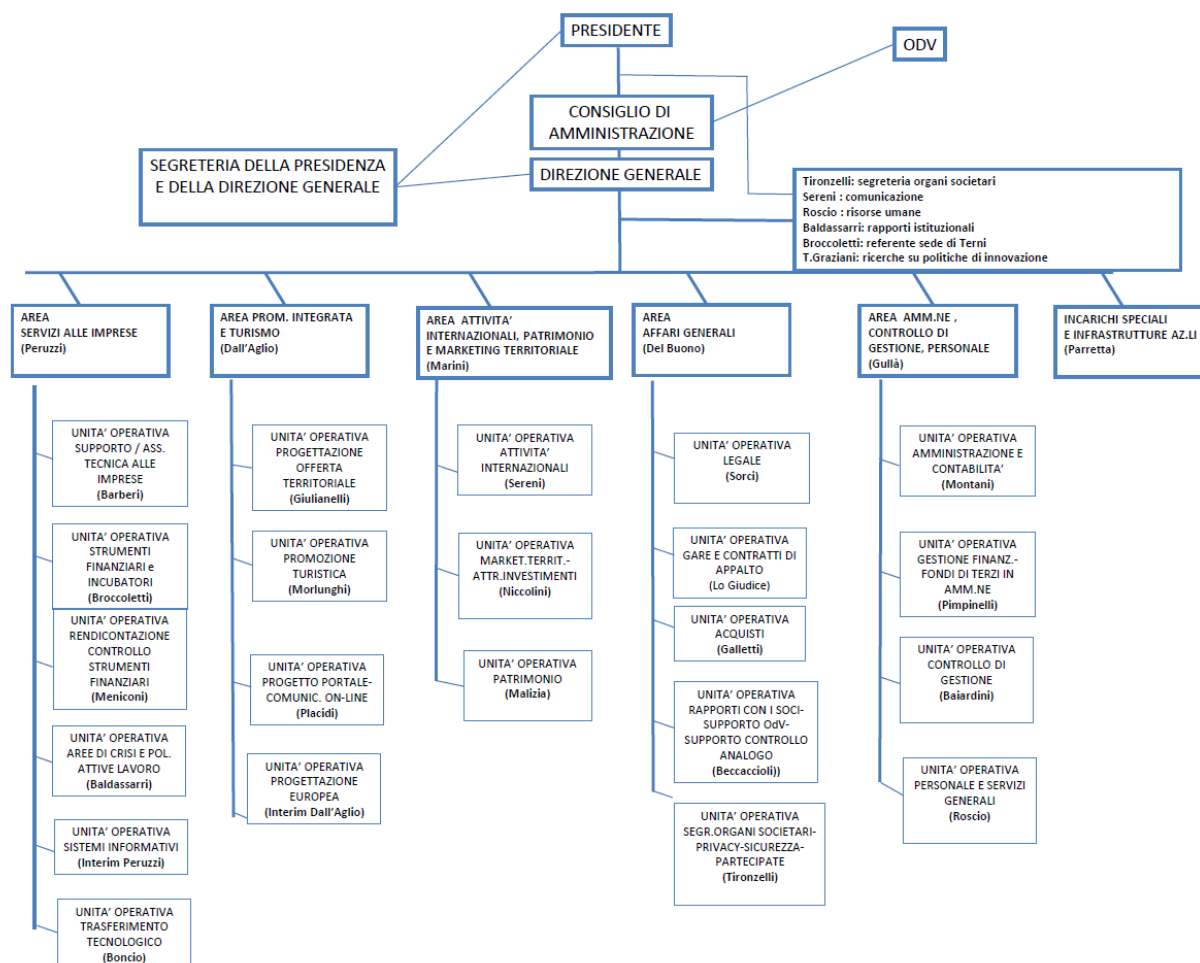 PRESIDENTE
ODV
CONSIGLIO DI
AMMINISTRAZIONE
SEGRETERIA DELLA PRESIDENZA
E DELLA DIREZIONE GENERALE
DIREZIONE GENERALE
Tironzelli: segreteria organi societari
Sereni : comunicazione
Roscio : risorse umane
Baldassarri: rapporti istituzionali
Broccoletti: referente sede di Terni
T.Graziani: ricerche su politiche di innovazione
AREA
SERVIZI ALLE IMPRESE
(Peruzzi)
AREA PROM. INTEGRATA
E TURISMO
(Dall’Aglio)
AREA ATTIVITA’
INTERNAZIONALI, PATRIMONIO
E MARKETING TERRITORIALE
(Marini)
AREA
AFFARI GENERALI
(Del Buono)
AREA AMM.NE ,
CONTROLLO DI
GESTIONE, PERSONALE
(Gullà)
INCARICHI SPECIALI
E INFRASTRUTTURE AZ.LI
(Parretta)
UNITA’ OPERATIVA
SUPPORTO / ASS.
TECNICA ALLE
IMPRESE
(Barberi)
UNITA’ OPERATIVA
STRUMENTI
FINANZIARI e
INCUBATORI
(Broccoletti)
UNITA’ OPERATIVA
RENDICONTAZIONE
CONTROLLO
STRUMENTI
FINANZIARI
(Meniconi)
UNITA’ OPERATIVA
AREE DI CRISI E POL.
ATTIVE LAVORO
(Baldassarri)
UNITA’ OPERATIVA
SISTEMI INFORMATIVI
(Interim Peruzzi)
UNITA’ OPERATIVA
TRASFERIMENTO
TECNOLOGICO
(Boncio)
UNITA’ OPERATIVA
PROGETTAZIONE
OFFERTA
TERRITORIALE
(Giulianelli)
UNITA’ OPERATIVA
PROMOZIONE
TURISTICA
(Morlunghi)
UNITA’ OPERATIVA
PROGETTO PORTALE-
COMUNIC. ON-LINE
(Placidi)
UNITA’ OPERATIVA
PROGETTAZIONE
EUROPEA
(Interim Dall’Aglio)
UNITA’ OPERATIVA
ATTIVITA’
INTERNAZIONALI
(Sereni)
UNITA’ OPERATIVA
MARKET.TERRIT.-
ATTR.INVESTIMENTI
(Niccolini)
UNITA’ OPERATIVA
PATRIMONIO
(Malizia)
UNITA’ OPERATIVA
LEGALE
(Sorci)
UNITA’ OPERATIVA
GARE E CONTRATTI DI
APPALTO
(Lo Giudice)
UNITA’ OPERATIVA
ACQUISTI
(Galletti)
UNITA’ OPERATIVA
RAPPORTI CON I SOCI-
SUPPORTO OdV-
SUPPORTO CONTROLLO
ANALOGO
(Beccaccioli))
UNITA’ OPERATIVA
SEGR.ORGANI SOCIETARI-
PRIVACY-SICUREZZA-
PARTECIPATE
(Tironzelli)
UNITA’ OPERATIVA
AMMINISTRAZIONE E
CONTABILITA’
(Montani)
UNITA’ OPERATIVA
GESTIONE FINANZ.-
FONDI DI TERZI IN
AMM.NE
(Pimpinelli)
UNITA’ OPERATIVA
CONTROLLO DI
GESTIONE
(Baiardini)
UNITA’ OPERATIVA
PERSONALE E SERVIZI
GENERALI
(Roscio)